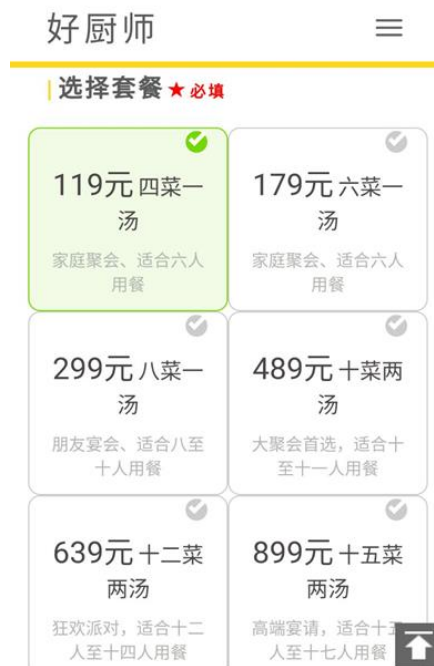 好厨师
选择套餐 ★ 必填
119元 四菜一
汤
家庭聚会、适合六人
用餐
179元 六菜一
汤
家庭聚会、适合六人
用餐
299元 八菜一
汤
朋友宴会、适合八至
十人用餐
489元 十菜两
汤
大聚会首选，适合十
至十一人用餐
639元 十二菜
两汤
狂欢派对，适合十二
人至十四人用餐
899元 十五菜
两汤
高端宴请，适合十五
人至十七人用餐